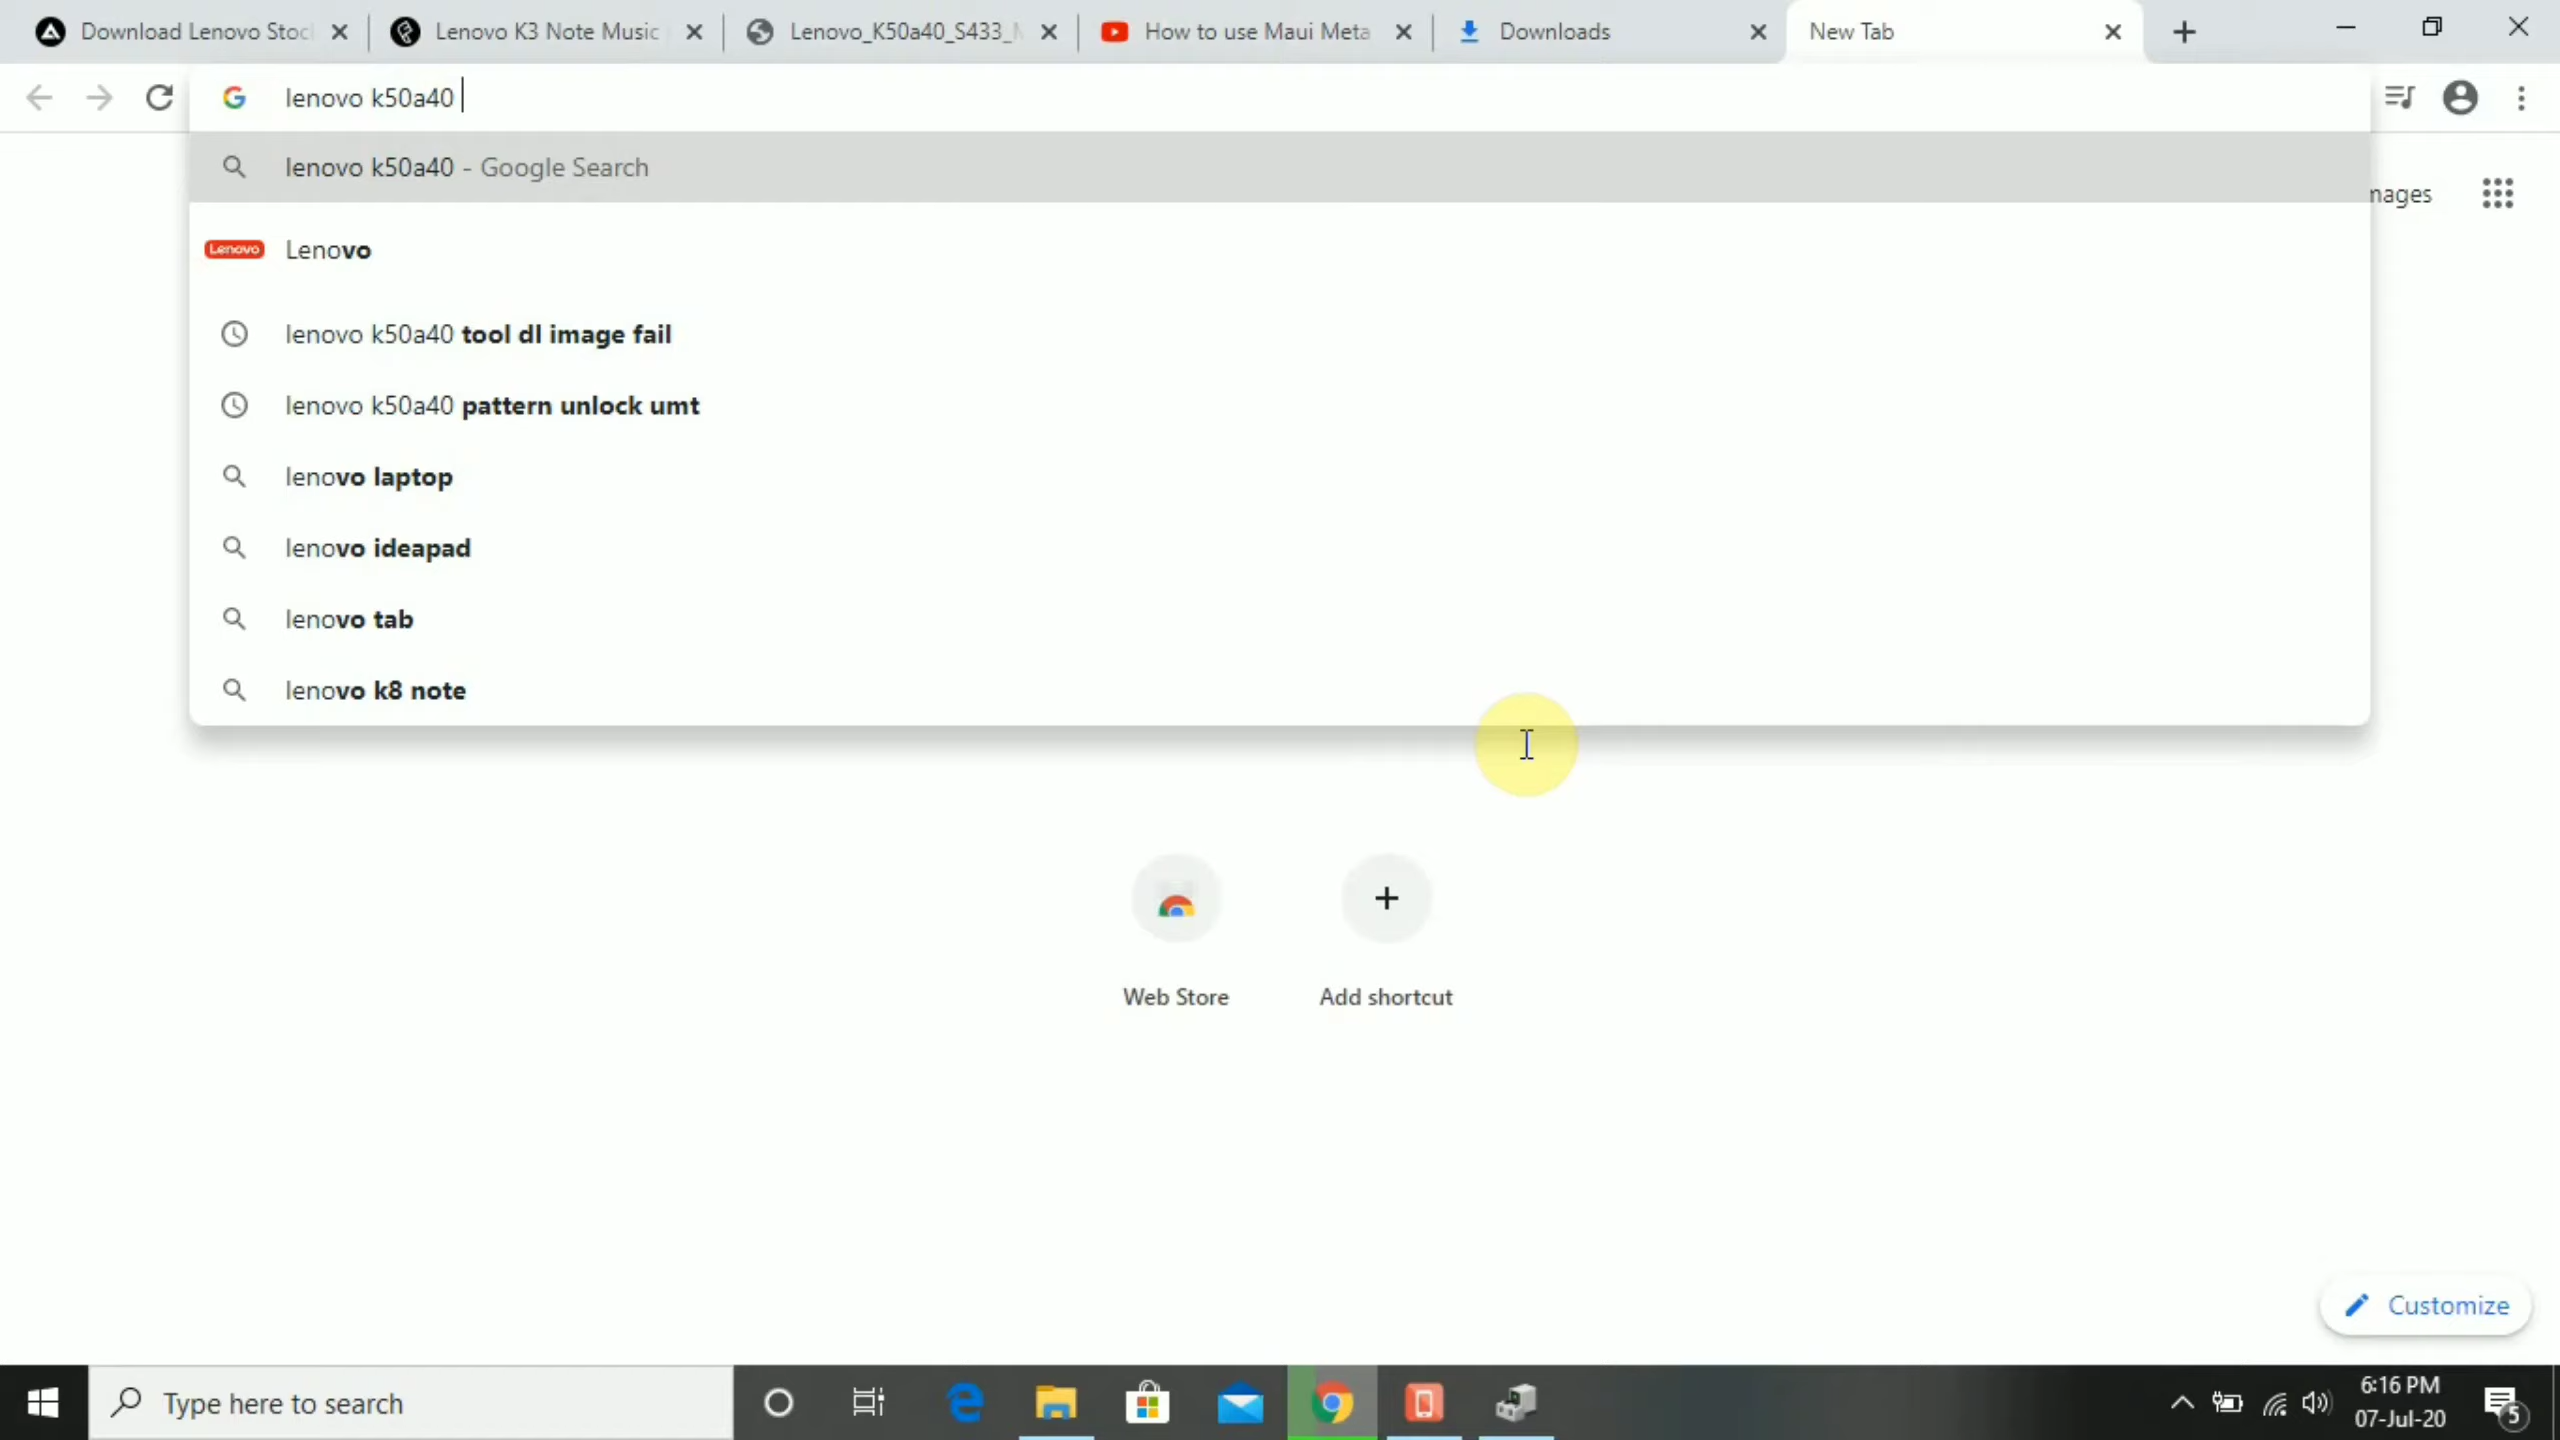 Download Lenovo Stoc
Lenovo K3 Note Music
Lenovo_K50a40_S433_
How to use Maui Meta
Downloads
New Tab
lenovo k50a40
lenovo k50a40 - Google Search
mages
Lenovo Lenovo
lenovo k50a40 tool dl image fail
lenovo k50a40 pattern unlock umt
lenovo laptop
lenovo ideapad
lenovo tab
lenovo k8 note
Web Store
Add shortcut
Customize
Type here to search
6:16 PM
07-Jul-20
5